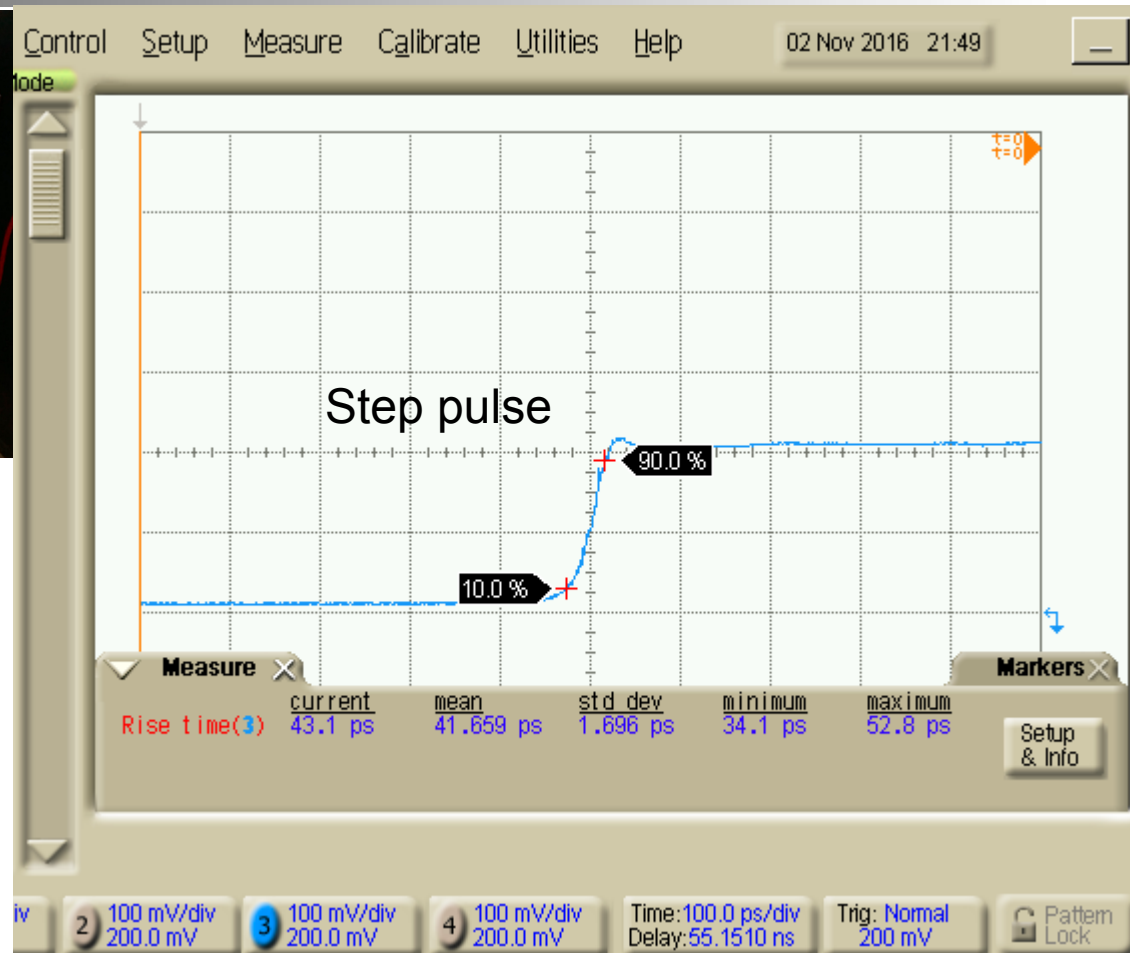 Control Setup Measure Calibrate Utilities Help 02 Nov 2016 21:49
Mode
t=0
t=0
Step pulse
90.0 %
10.0 %
Measure Markers
current mean std dev minimum maximum
Rise time(3) 43.1 ps 41.659 ps 1.696 ps 34.1 ps 52.8 ps
Setup
& Info
iv 2 100 mV/div 3 100 mV/div 4 100 mV/div Time:100.0 ps/div Trig: Normal Pattern
200.0 mV 200.0 mV 200.0 mV Delay:55.1510 ns 200 mV Lock